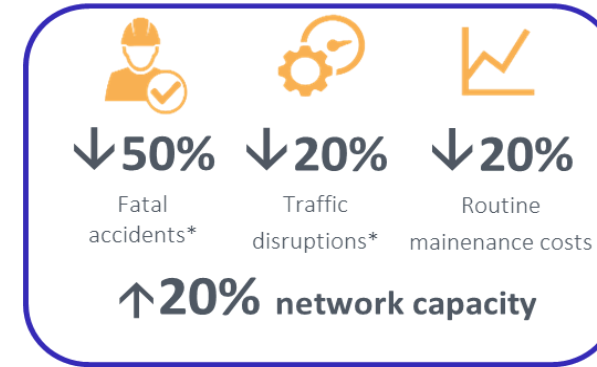 ↓50% ↓20% ↓20%
Fatal Traffic Routine
accidents* disruptions* mainenance costs
↑20% network capacity